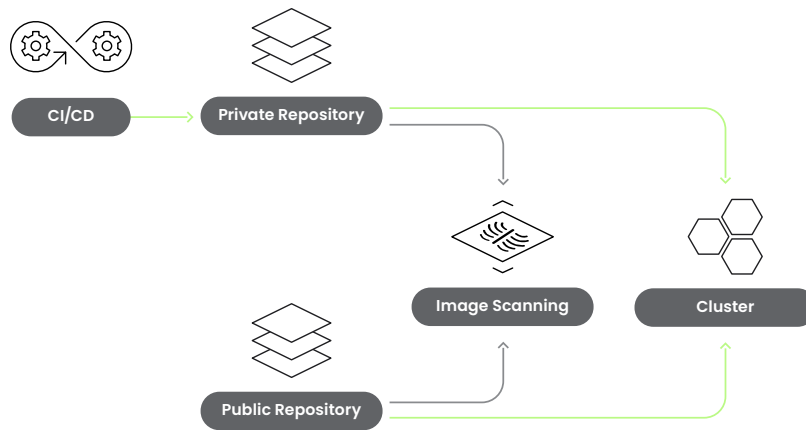 CI/CD
Private Repository
Image Scanning
Cluster
Public Repository